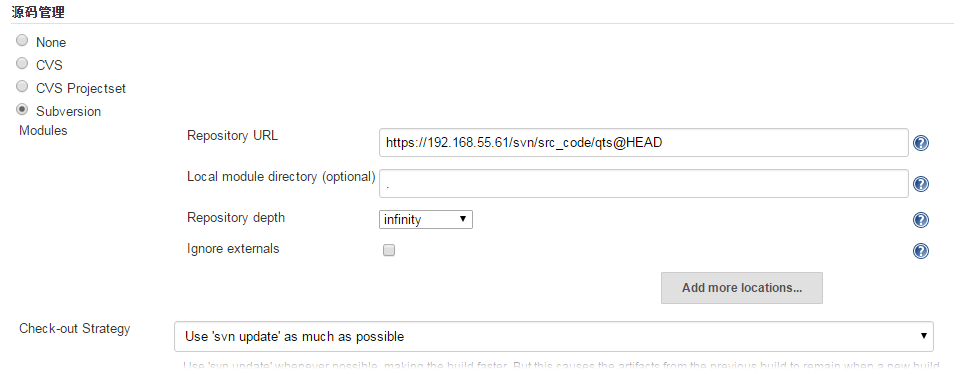 源码管理
None
CVS
CVS Projectset
Subversion
Modules
Repository URL
https://192.168.55.61/svn/src_code/qts@HEAD
Local module directory (optional)
.
Repository depth
infinity
Ignore externals
Add more locations...
Check-out Strategy
Use 'svn update' as much as possible
Use 'svn update' whenever possible, making the build faster. But this causes the artifacts from the previous build to remain when a new build